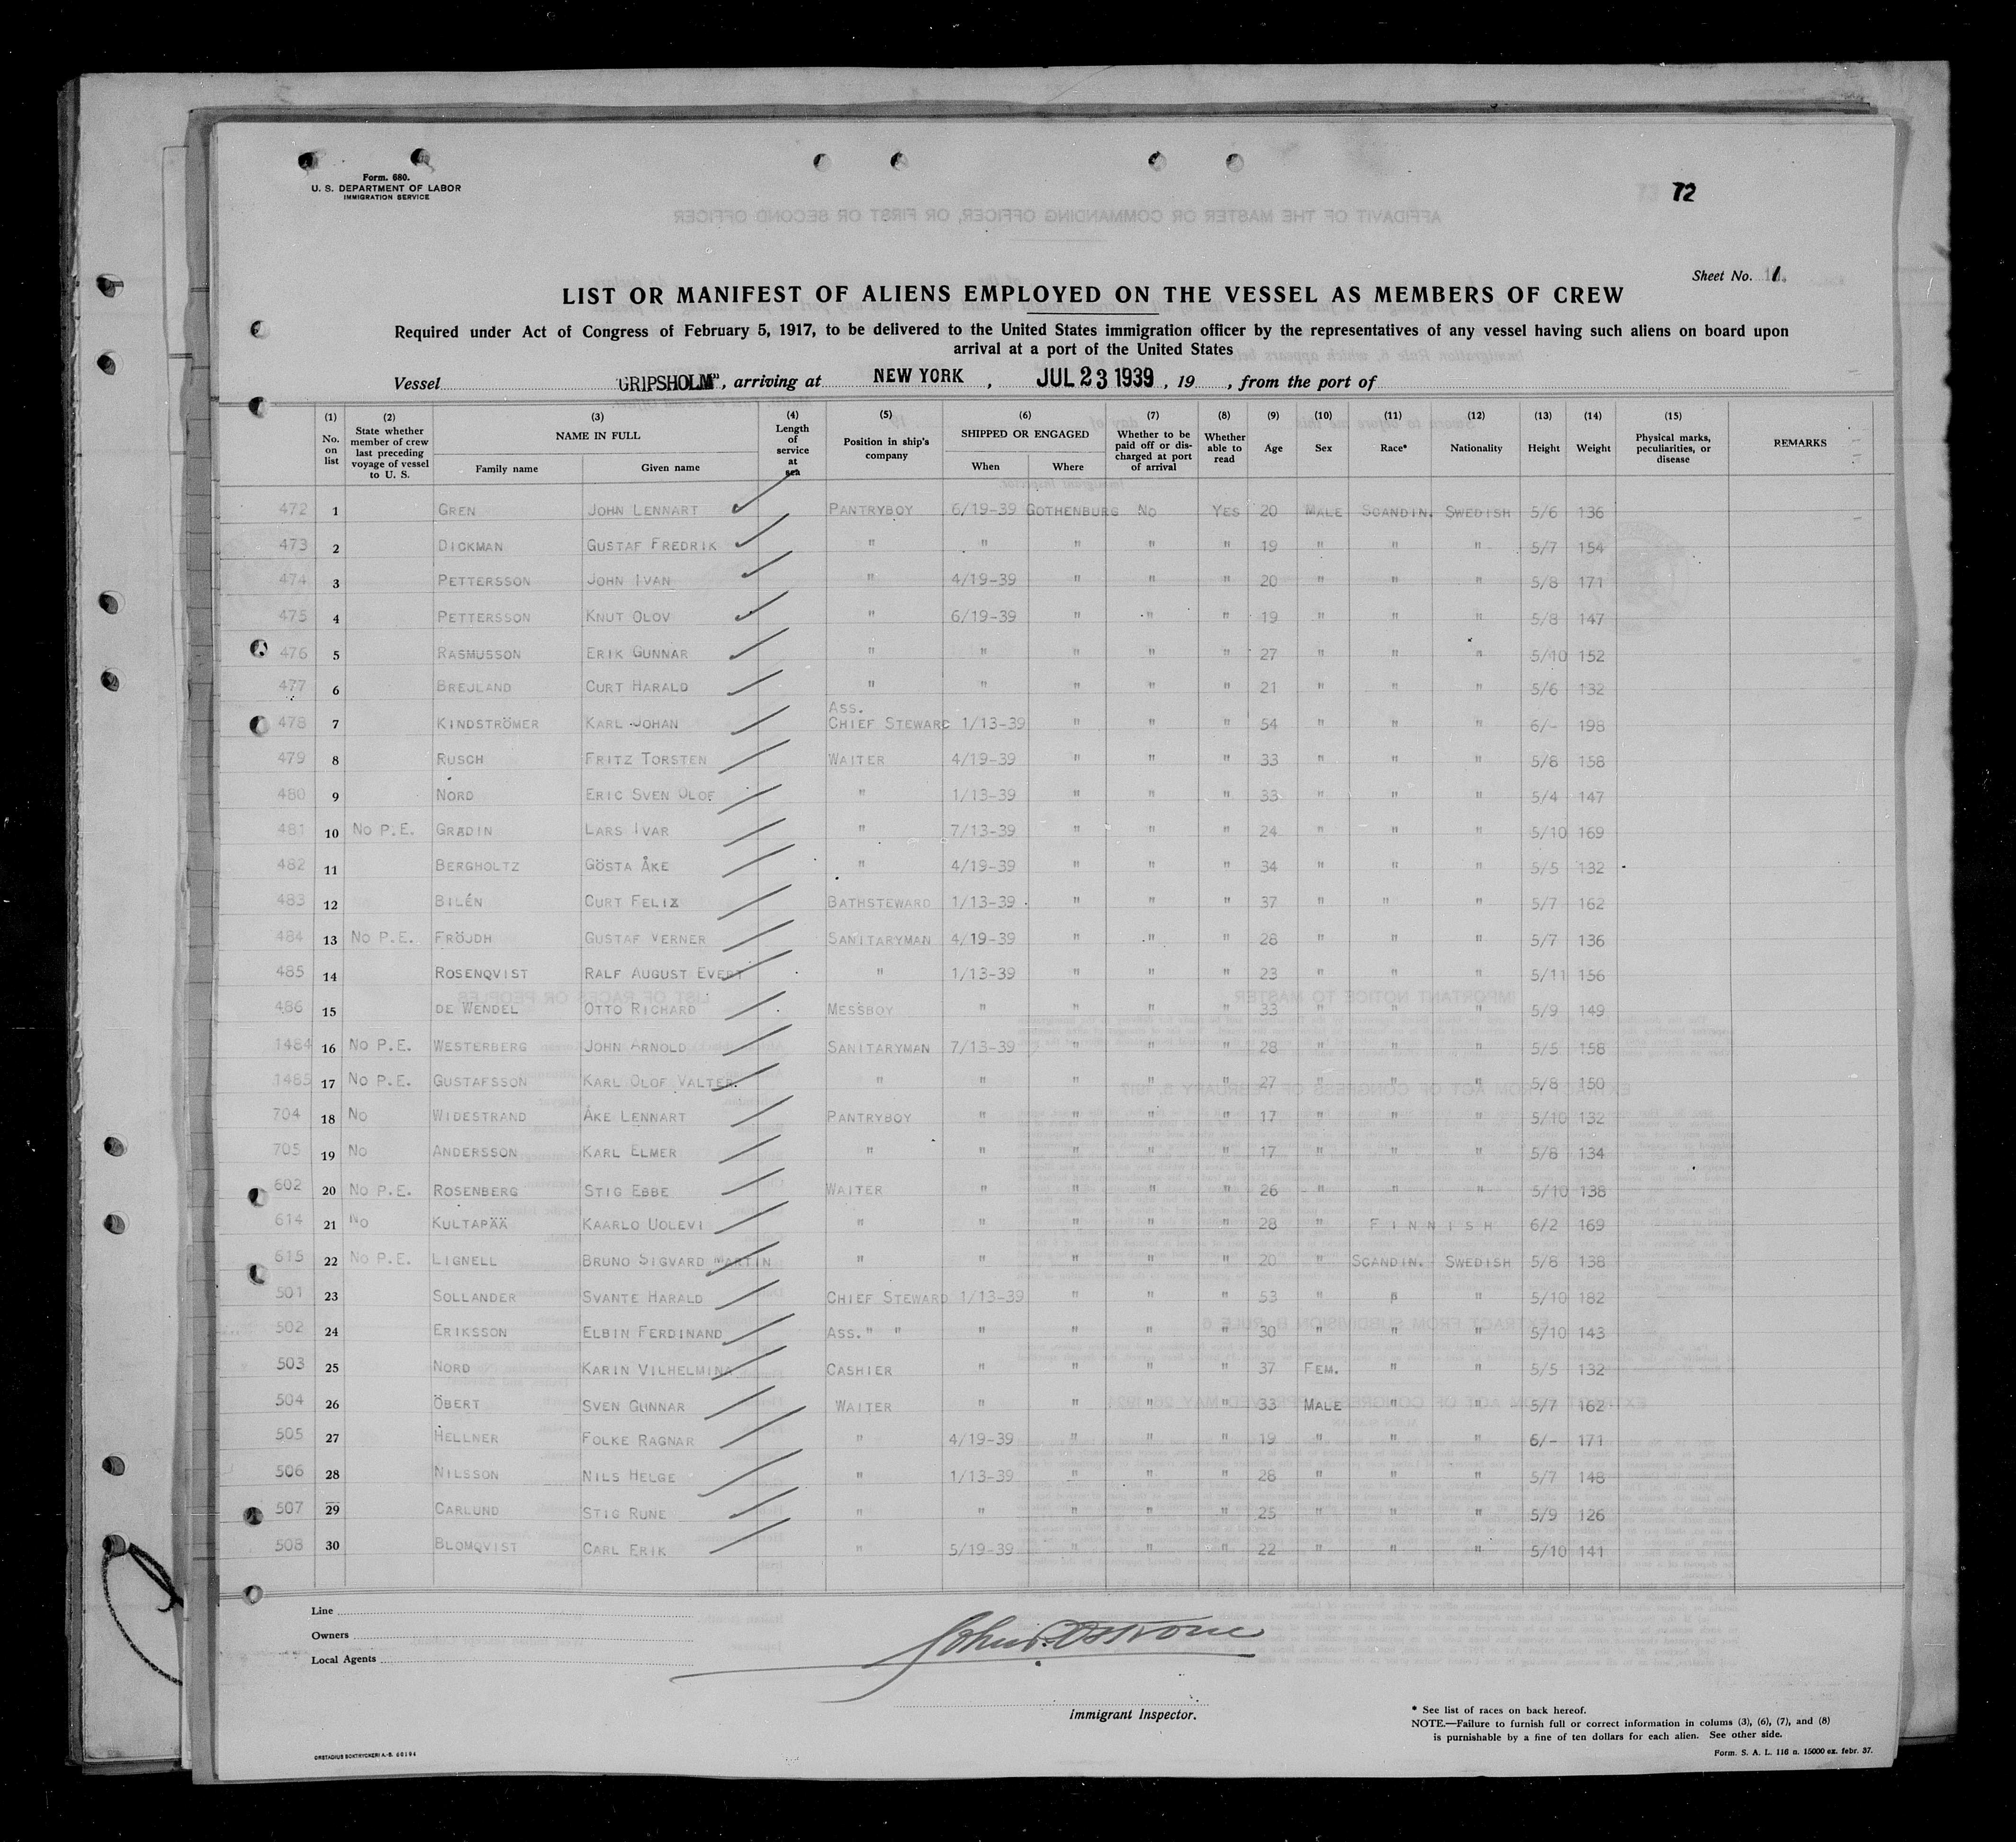 Form. 680.
U. S. DEPARTMENT OF LABOR
IMMIGRATION SERVICE
72
Sheet No.
LIST OR MANIFEST OF ALIENS EMPLOYED ON THE VESSEL AS MEMBERS OF CREW
Required under Act of Congress of February 5, 1917, to be delivered to the United States immigration officer by the representatives of any vessel having such aliens on board upon
arrival at a port of the United States
Vessel "GRIPSHOLM", arriving at NEW YORK, JUL 23 1939, 19 , from the port of
(1) No. on list (2) State whether member of crew last preceding voyage of vessel to U. S. (3) NAME IN FULL Family name Given name (4) Length of service at sea (5) Position in ship's company (6) SHIPPED OR ENGAGED When Where (7) Whether to be paid off or discharged at port of arrival (8) Whether able to read (9) Age (10) Sex (11) Race* (12) Nationality (13) Height (14) Weight (15) Physical marks, peculiarities, or disease REMARKS
472 1 GREN JOHN LENNART PANTRYBOY 6/19-39 GOTHENBURG NO YES 20 MALE SCANDIN. SWEDISH 5/6 136
473 2 DICKMAN GUSTAF FREDRIK " " " " " 19 " " " 5/7 154
474 3 PETTERSSON JOHN IVAN " 4/19-39 " " " 20 " " " 5/8 171
475 4 PETTERSSON KNUT OLOV " 6/19-39 " " " 19 " " " 5/8 147
476 5 RASMUSSON ERIK GUNNAR " " " " " 27 " " " 5/10 152
477 6 BREJLAND CURT HARALD " " " " " 21 " " " 5/6 132
478 7 KINDSTRÖMER KARL JOHAN ASS. CHIEF STEWARD 1/13-39 " " " 54 " " " 6/- 198
479 8 RUSCH FRITZ TORSTEN WAITER 4/19-39 " " " 33 " " " 5/8 158
480 9 NORD ERIC SVEN OLOF " 1/13-39 " " " 33 " " " 5/4 147
481 10 NO P.E. GRADIN LARS IVAR " 7/13-39 " " " 24 " " " 5/10 169
482 11 BERGHOLTZ GÖSTA ÅKE " 4/19-39 " " " 34 " " " 5/5 132
483 12 BILÉN CURT FELIX BATHSTEWARD 1/13-39 " " " 37 " " " 5/7 162
484 13 NO P.E. FRÖJDH GUSTAF VERNER SANITARYMAN 4/19-39 " " " 28 " " " 5/7 136
485 14 ROSENQVIST RALF AUGUST EVERT " 1/13-39 " " " 23 " " " 5/11 156
486 15 DE WENDEL OTTO RICHARD MESSBOY " " " " 33 " " " 5/9 149
1484 16 NO P.E. WESTERBERG JOHN ARNOLD SANITARYMAN 7/13-39 " " " 28 " " " 5/5 158
1485 17 NO P.E. GUSTAFSSON KARL OLOF VALTER " " " " " 27 " " " 5/8 150
704 18 NO WIDESTRAND ÅKE LENNART PANTRYBOY " " " " 17 " " " 5/10 132
705 19 NO ANDERSSON KARL ELMER " " " " " 17 " " " 5/8 134
602 20 NO P.E. ROSENBERG STIG EBBE WAITER " " " " 26 " " " 5/10 138
614 21 NO KULTAPÄÄ KAARLO UOLEVI " " " " " 28 " FINNISH 6/2 169
615 22 NO P.E. LIGNELL BRUNO SIGVARD MARTIN " " " " " 20 " SCANDIN. SWEDISH 5/8 138
501 23 SOLLANDER SVANTE HARALD CHIEF STEWARD 1/13-39 " " " 53 " " " 5/10 182
502 24 ERIKSSON ELBIN FERDINAND ASS. " " " " " " 30 " " " 5/10 143
503 25 NORD KARIN VILHELMINA CASHIER " " " " 37 FEM. " " 5/5 132
504 26 ÖBERT SVEN GUNNAR WAITER " " " " 33 MALE " " 5/7 162
505 27 HELLNER FOLKE RAGNAR " 4/19-39 " " " 19 " " " 6/- 171
506 28 NILSSON NILS HELGE " 1/13-39 " " " 28 " " " 5/7 148
507 29 CARLUND STIG RUNE " " " " " 25 " " " 5/9 126
508 30 BLOMQVIST CARL ERIK " 5/19-39 " " " 22 " " " 5/10 141
Line
Owners
Local Agents
Immigrant Inspector.
* See list of races on back hereof.
NOTE.—Failure to furnish full or correct information in colums (3), (6), (7), and (8)
is punishable by a fine of ten dollars for each alien. See other side.
Form. S. A. L. 116 n. 15000 ex. febr. 37.